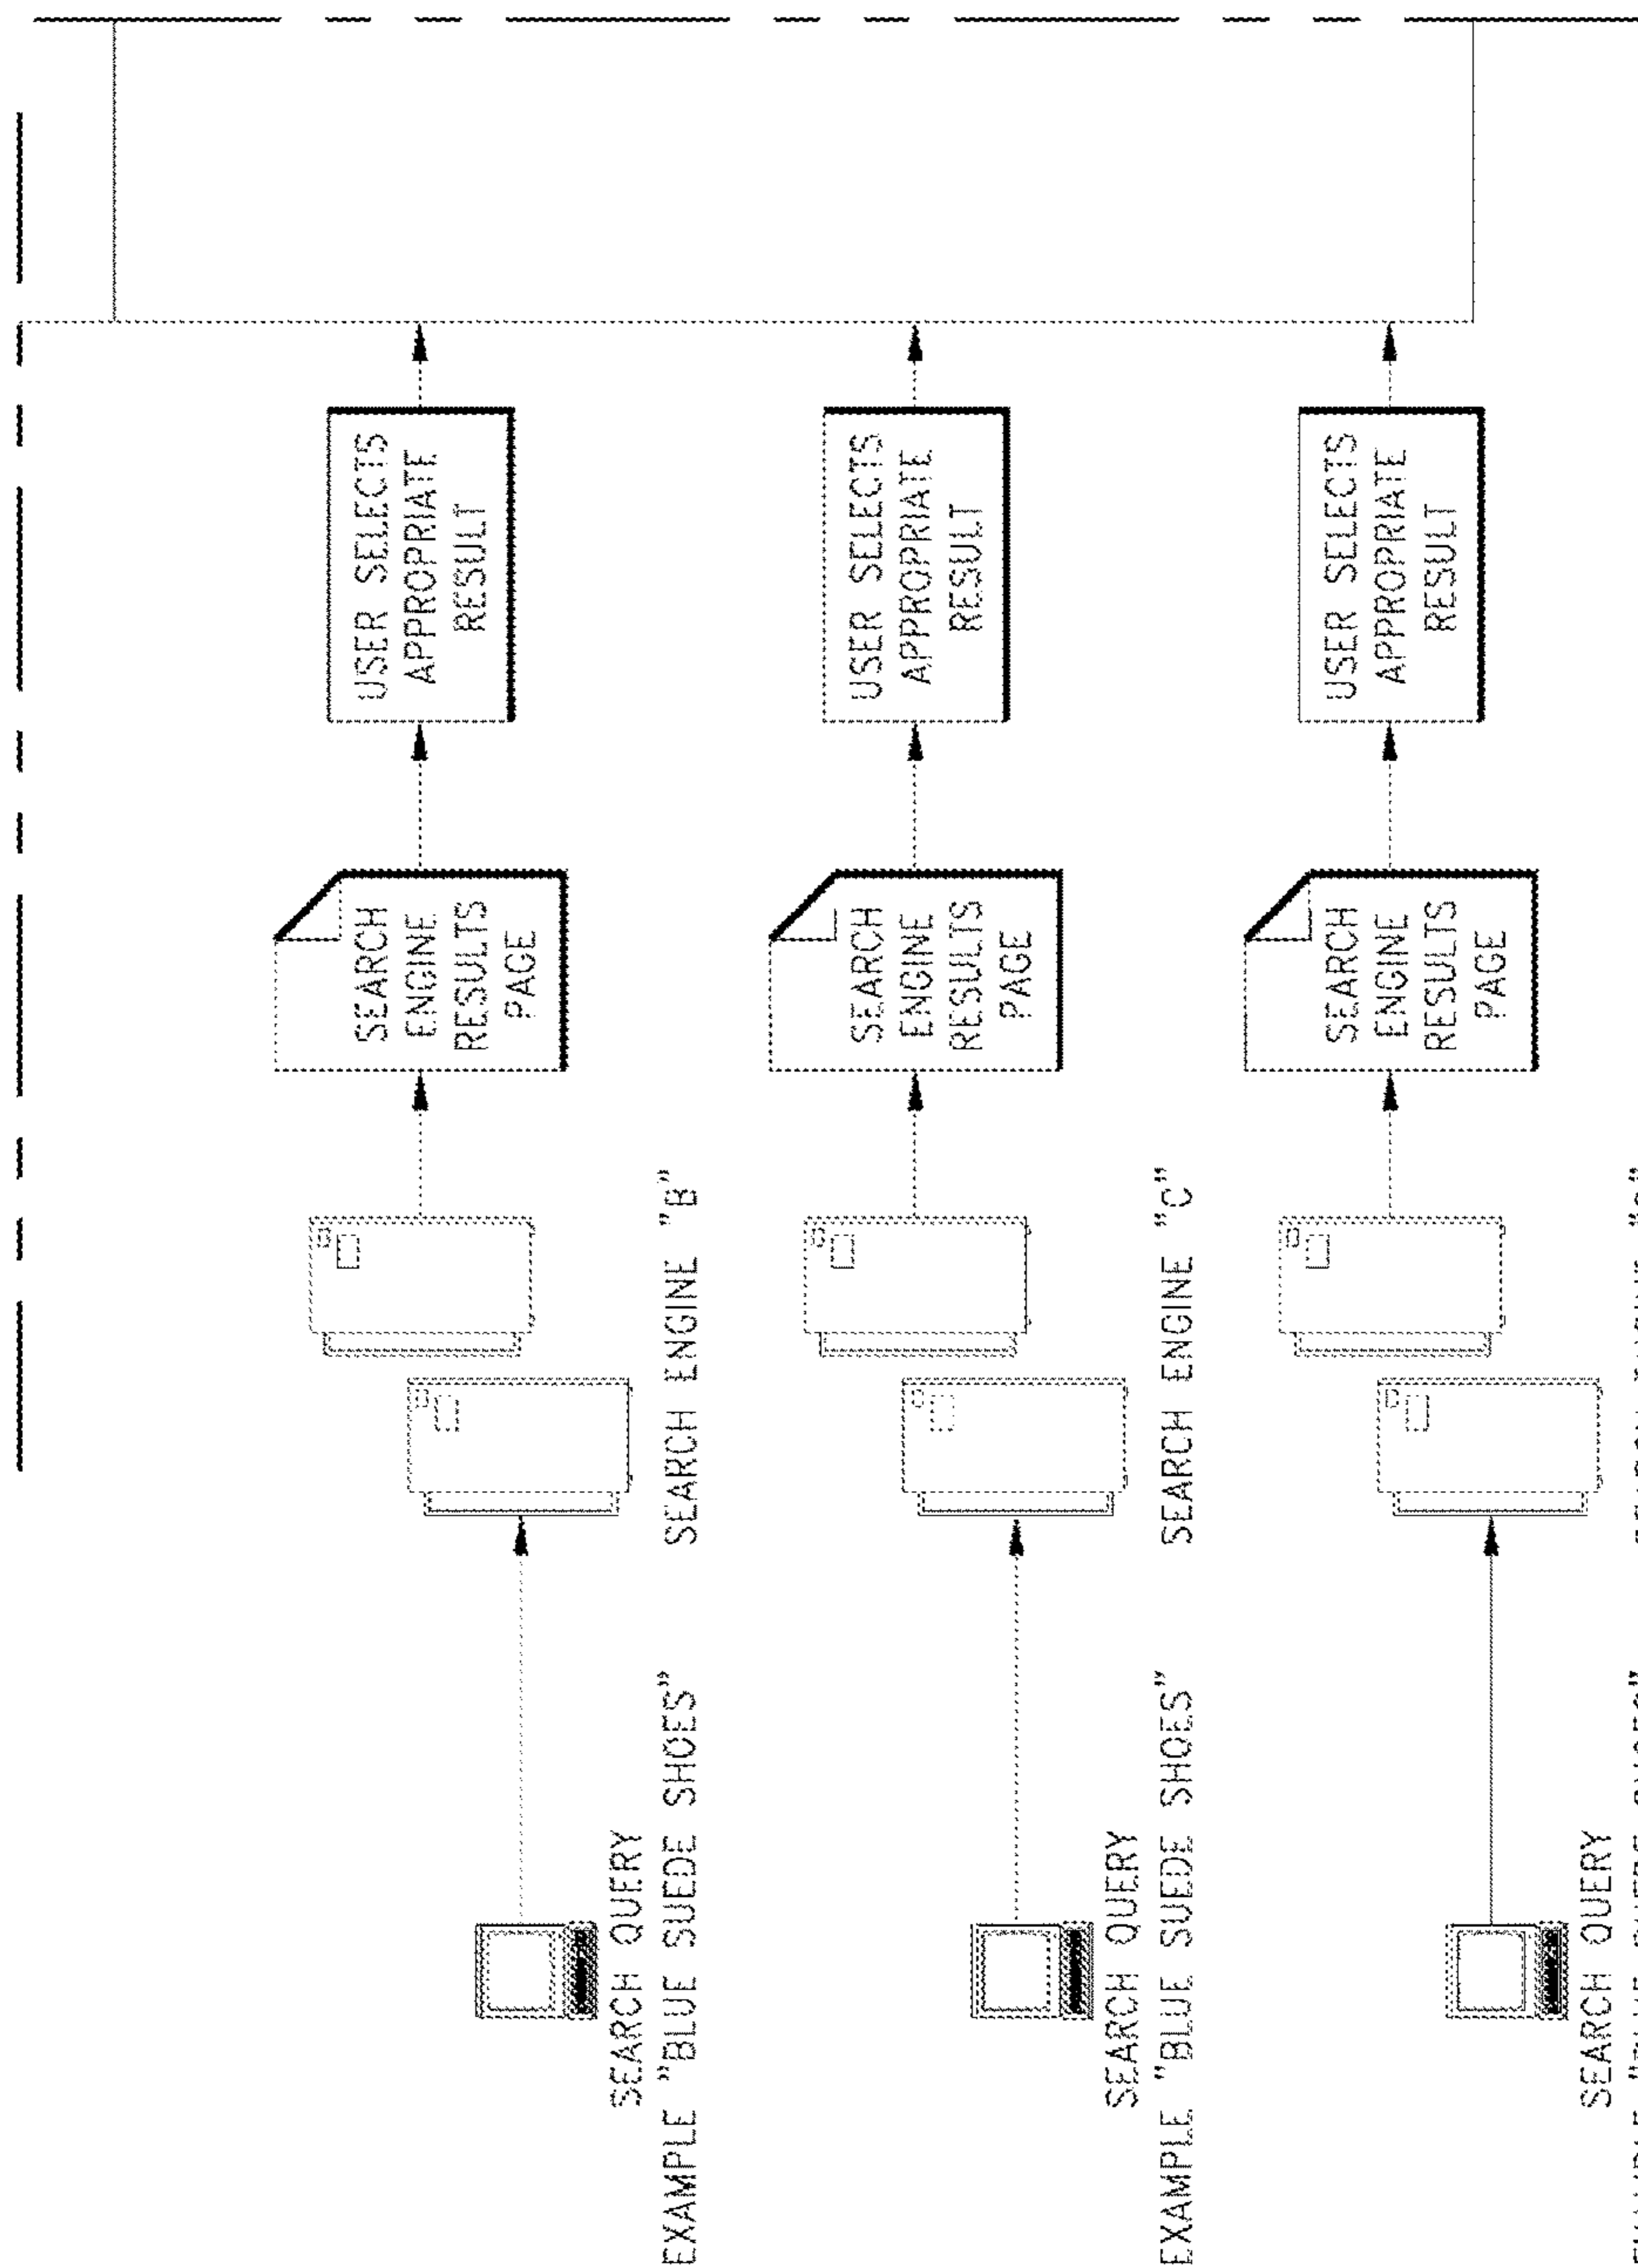 USER SELECTS
APPROPRIATE
RESULT
SEARCH
ENGINE
RESULTS
PAGE
SEARCH ENGINE "B"
SEARCH QUERY
EXAMPLE "BLUE SUEDE SHOES"
USER SELECTS
APPROPRIATE
RESULT
SEARCH
ENGINE
RESULTS
PAGE
SEARCH ENGINE "C"
SEARCH QUERY
EXAMPLE "BLUE SUEDE SHOES"
USER SELECTS
APPROPRIATE
RESULT
SEARCH
ENGINE
RESULTS
PAGE
SEARCH QUERY